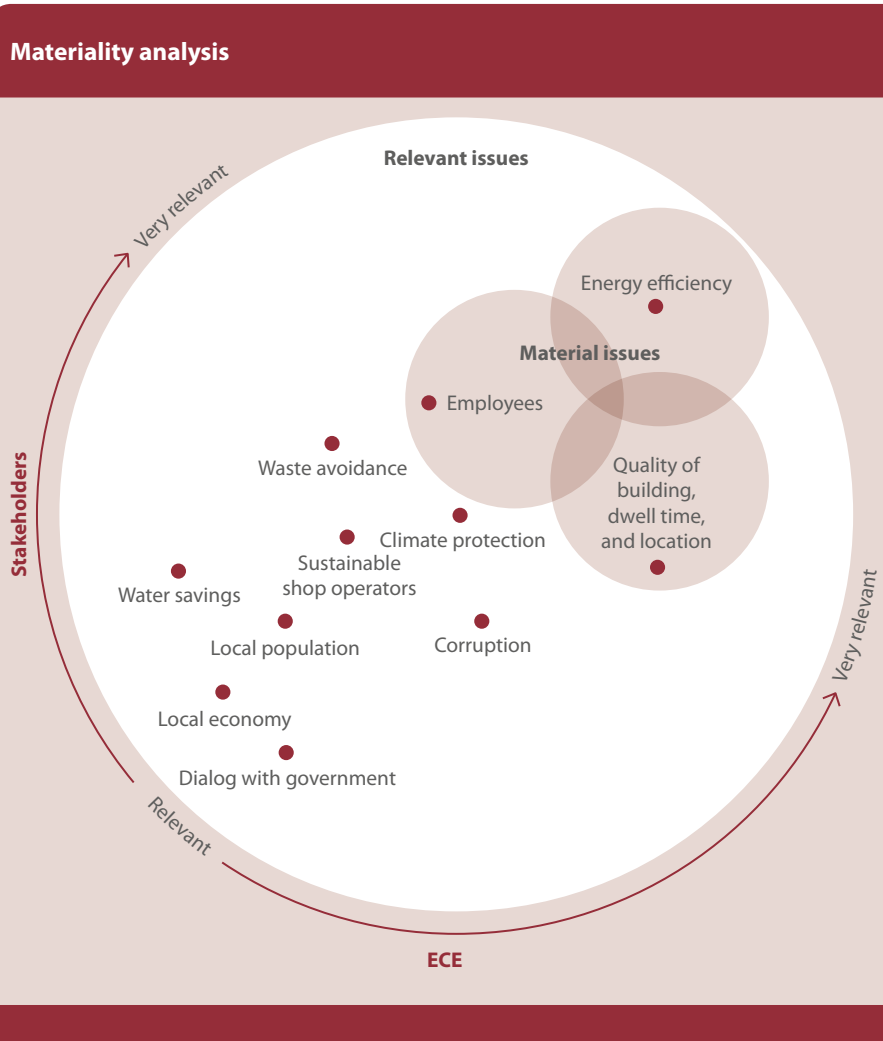 Materiality analysis
Relevant issues
Very relevant
Energy efficiency
Material issues
Employees
Waste avoidance
Quality of
building,
dwell time,
and location
Climate protection
Sustainable
shop operators
Stakeholders
Water savings
Local population
Corruption
Very relevant
Local economy
Dialog with government
Relevant
ECE